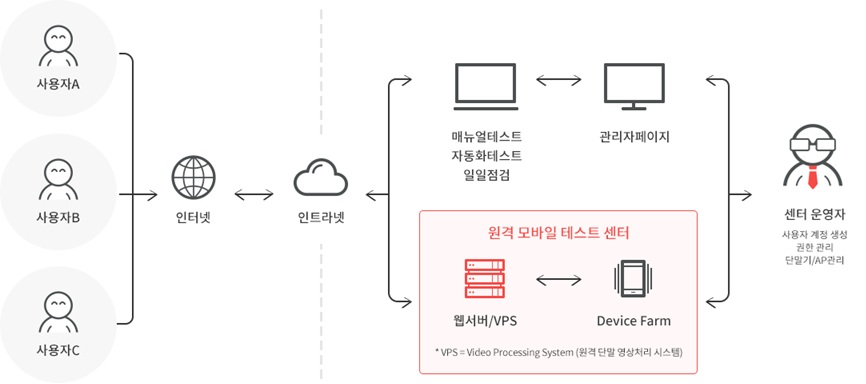 사용자A
사용자B
사용자C
인터넷
인트라넷
매뉴얼테스트
자동화테스트
일일점검
관리자페이지
원격 모바일 테스트 센터
웹서버/VPS
Device Farm
* VPS = Video Processing System (원격 단말 영상처리 시스템)
센터 운영자
사용자 계정 생성
권한 관리
단말기/AP관리